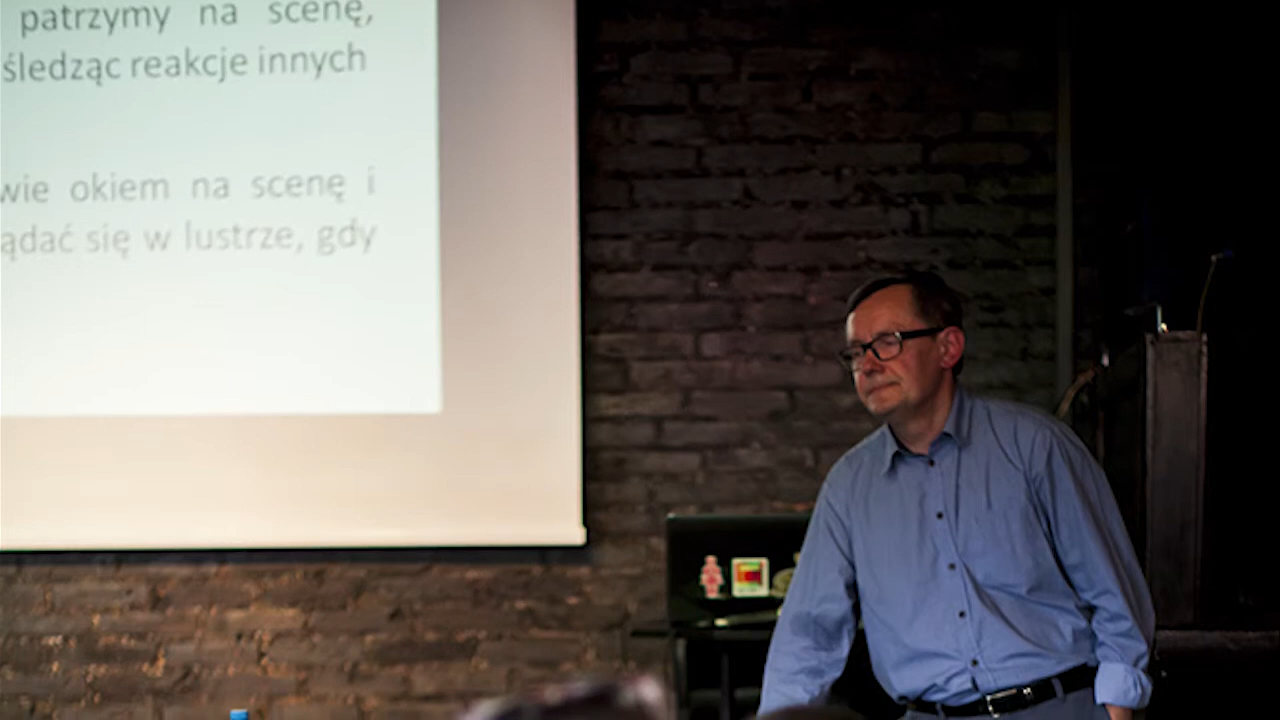 patrzymy na scenę,
śledząc reakcje innych
wie okiem na scenę i
ądać się w lustrze, gdy